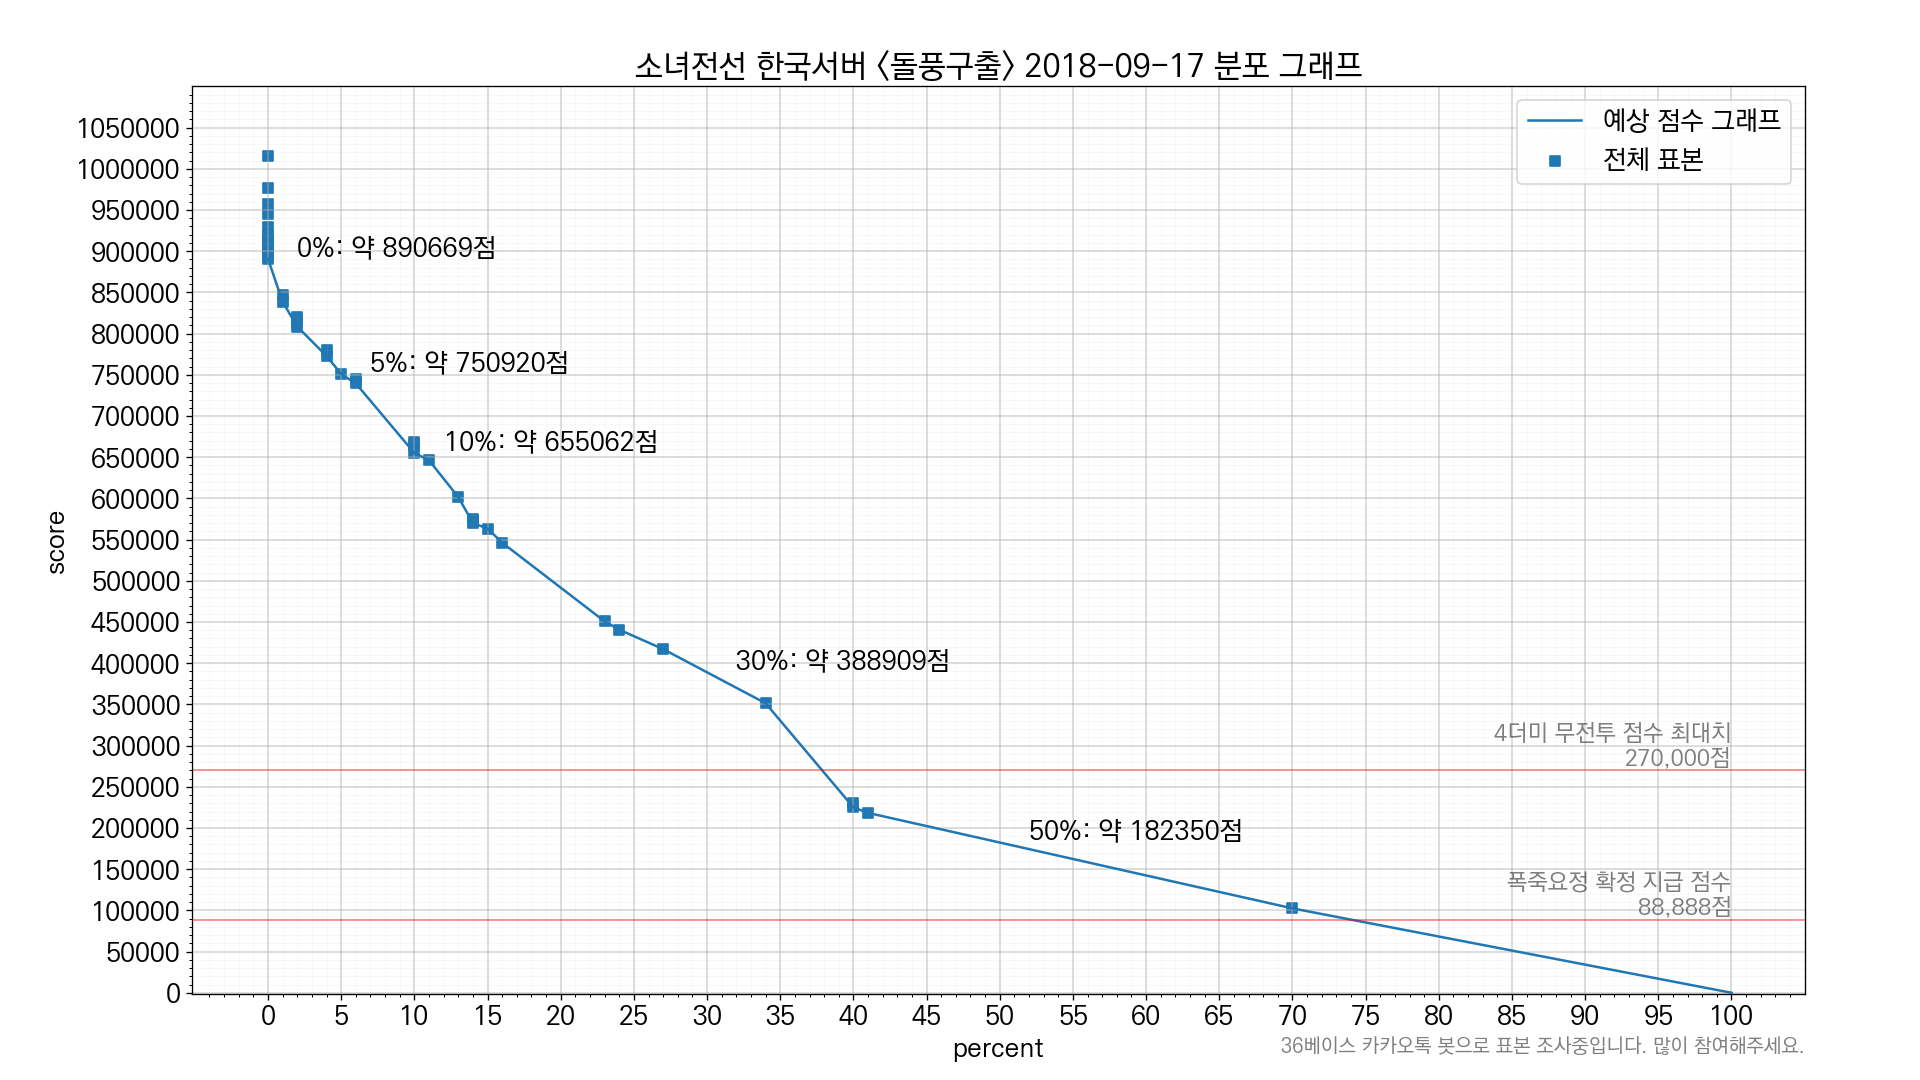 소녀전선 한국서버 <돌풍구출> 2018-09-17 분포 그래프
예상 점수 그래프
전체 표본
1050000
1000000
950000
900000
850000
800000
750000
700000
650000
600000
550000
500000
450000
400000
350000
300000
250000
200000
150000
100000
50000
0
score
0%: 약 890669점
5%: 약 750920점
10%: 약 655062점
30%: 약 388909점
4더미 무전투 점수 최대치
270,000점
50%: 약 182350점
폭죽요정 확정 지급 점수
88,888점
0 5 10 15 20 25 30 35 40 45 50 55 60 65 70 75 80 85 90 95 100
percent
36베이스 카카오톡 봇으로 표본 조사중입니다. 많이 참여해주세요.